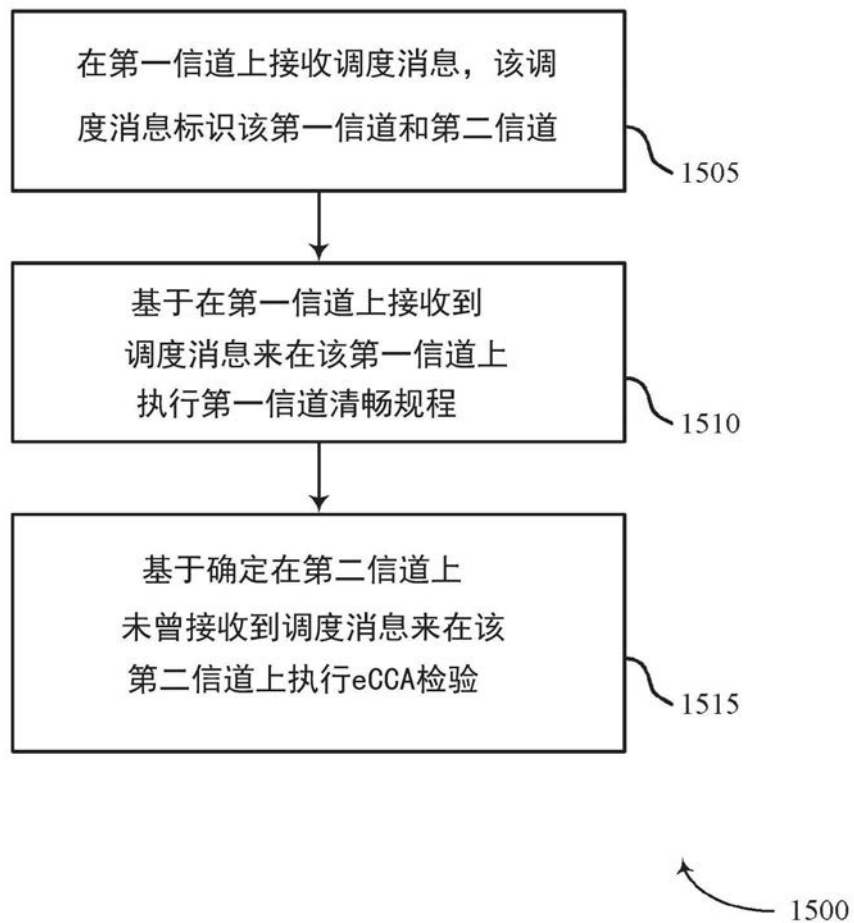 在第一信道上接收调度消息，该调
度消息标识该第一信道和第二信道
1505
基于在第一信道上接收到
调度消息来在该第一信道上
执行第一信道清畅规程
1510
基于确定在第二信道上
未曾接收到调度消息来在该
第二信道上执行eCCA检验
1515
1500